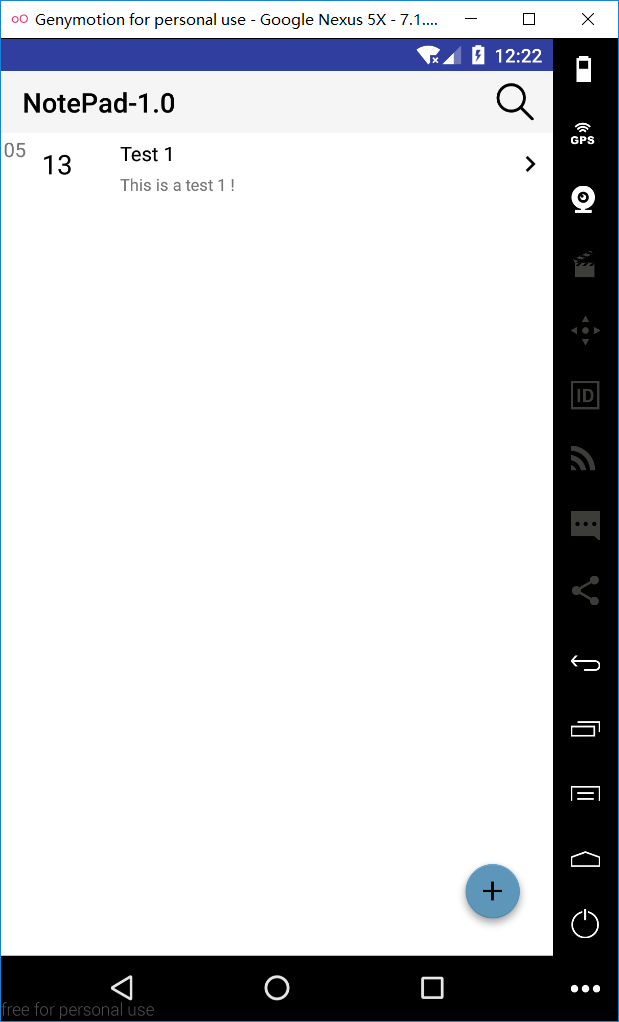 Genymotion for personal use - Google Nexus 5X - 7.1....
12:22
NotePad-1.0
GPS
05
13
Test 1
This is a test 1 !
ID
free for personal use